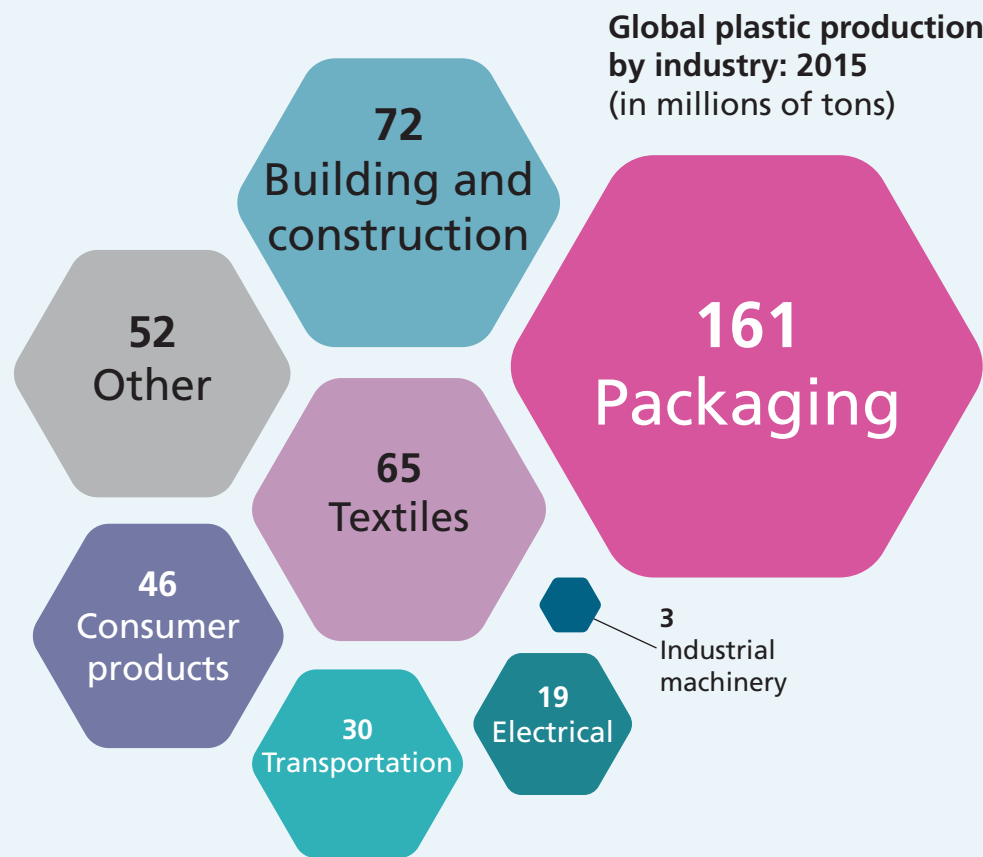 Global plastic production
by industry: 2015
(in millions of tons)
72
Building and
construction
161
Packaging
52
Other
65
Textiles
46
Consumer
products
3
Industrial
machinery
19
Electrical
30
Transportation